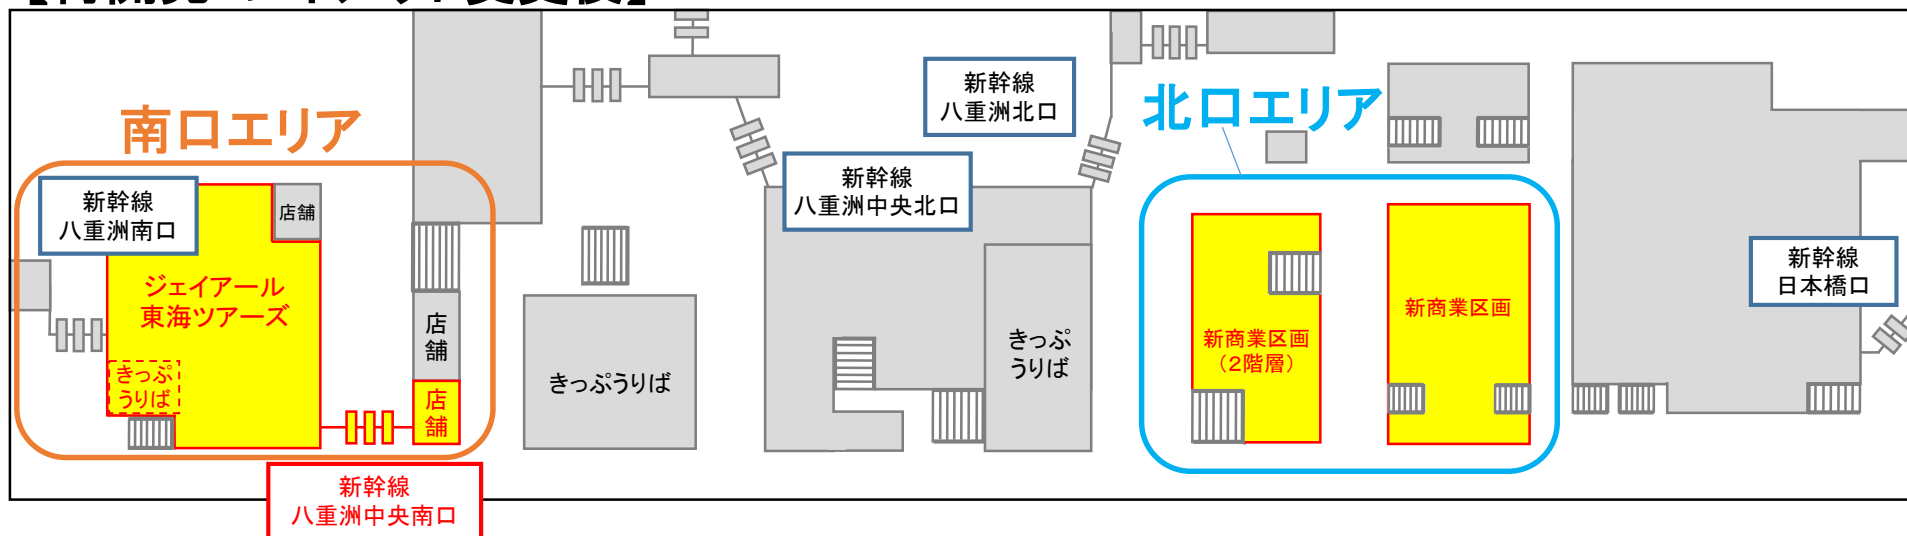 南口エリア
新幹線
八重洲南口
店舗
ジェイアール
東海ツアーズ
きっぷ
うりば
店
舗
店
舗
新幹線
八重洲中央南口
きっぷうりば
新幹線
八重洲中央北口
きっぷ
うりば
新幹線
八重洲北口
北口エリア
新商業区画
(2階層)
新商業区画
新幹線
日本橋口